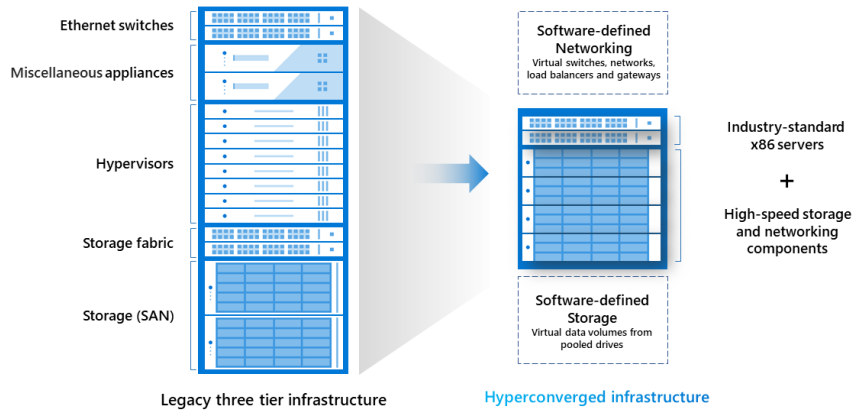 Ethernet switches
Miscellaneous appliances
Hypervisors
Storage fabric
Storage (SAN)
Legacy three tier infrastructure
Software-defined
Networking
Virtual switches, networks,
load balancers and gateways
Industry-standard
x86 servers
+
High-speed storage
and networking
components
Software-defined
Storage
Virtual data volumes from
pooled drives
Hyperconverged infrastructure